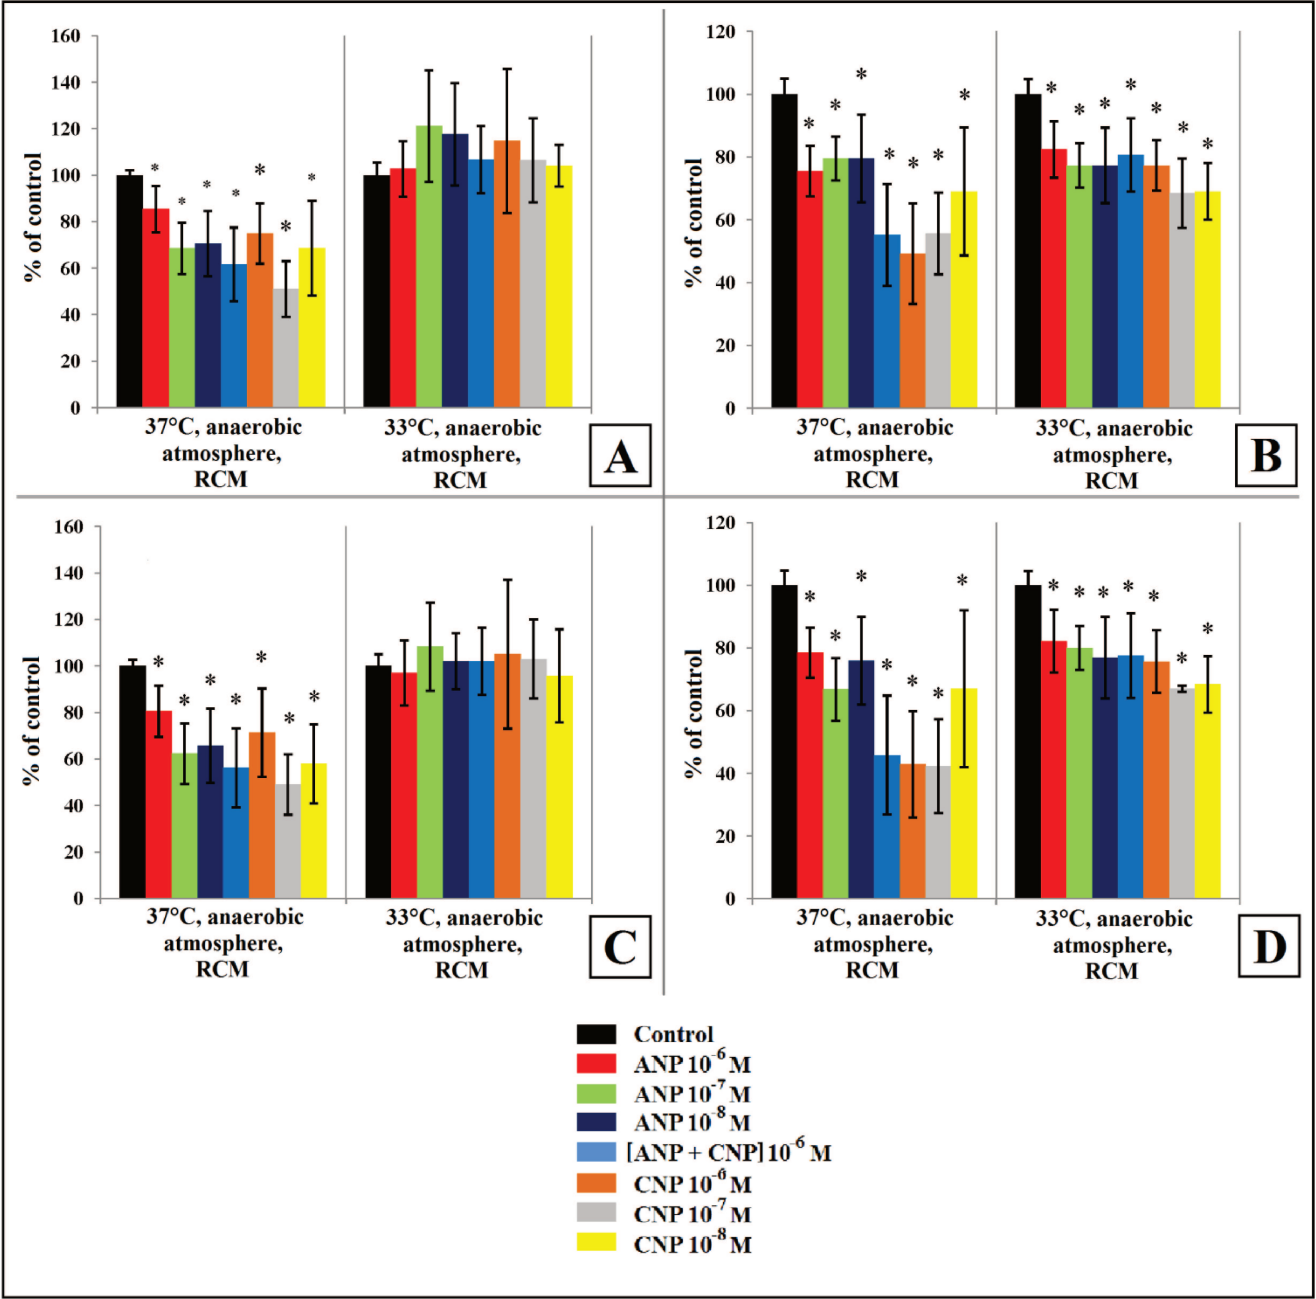 160
140
120
100
80
60
40
20
0
% of control
* * * * * * *
37°C, anaerobic
atmosphere,
RCM
33°C, anaerobic
atmosphere,
RCM
A
120
100
80
60
40
20
0
% of control
* * * * * * *
* * * * * * *
37°C, anaerobic
atmosphere,
RCM
33°C, anaerobic
atmosphere,
RCM
B
160
140
120
100
80
60
40
20
0
% of control
* * * * * * *
37°C, anaerobic
atmosphere,
RCM
33°C, anaerobic
atmosphere,
RCM
C
120
100
80
60
40
20
0
% of control
* * * * * * *
* * * * * * *
37°C, anaerobic
atmosphere,
RCM
33°C, anaerobic
atmosphere,
RCM
D
Control
ANP 10⁻⁶ M
ANP 10⁻⁷ M
ANP 10⁻⁸ M
[ANP + CNP] 10⁻⁶ M
CNP 10⁻⁶ M
CNP 10⁻⁷ M
CNP 10⁻⁸ M